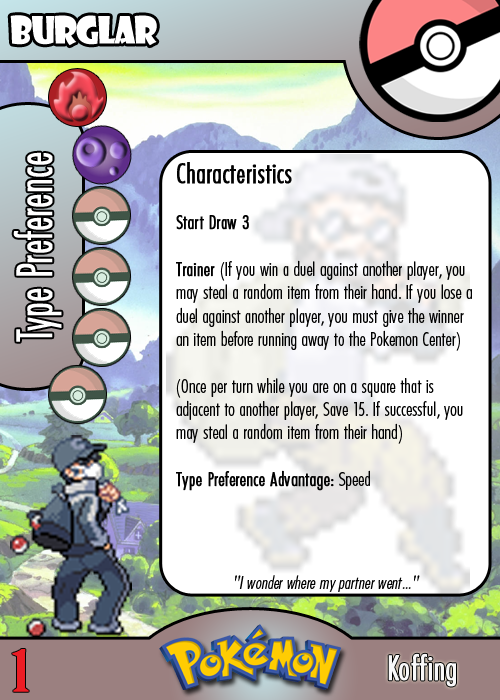 BURGLAR
Type Preference
Characteristics
Start Draw 3
Trainer (If you win a duel against another player, you
may steal a random item from their hand. If you lose a
duel against another player, you must give the winner
an item before running away to the Pokemon Center)
(Once per turn while you are on a square that is
adjacent to another player, Save 15. If successful, you
may steal a random item from their hand)
Type Preference Advantage: Speed
"I wonder where my partner went..."
1
POKéMON
Koffing